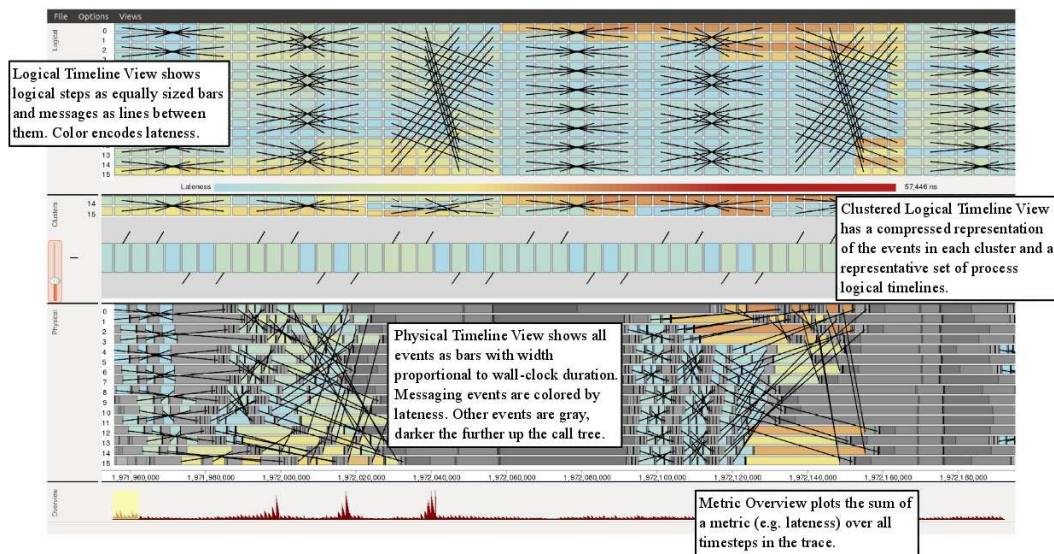 File Options Views
Logical
0
1
2
3
Logical Timeline View shows
logical steps as equally sized bars
and messages as lines between
them. Color encodes lateness.
12
13
14
15
Lateness
57,446 ns
Clusters
14
15
Clustered Logical Timeline View
has a compressed representation
of the events in each cluster and a
representative set of process
logical timelines.
Physical
0
1
2
3
4
5
6
7
8
9
10
11
12
13
14
15
Physical Timeline View shows all
events as bars with width
proportional to wall-clock duration.
Messaging events are colored by
lateness. Other events are gray,
darker the further up the call tree.
1,971,960,000 1,971,980,000 1,972,000,000 1,972,020,000 1,972,040,000 1,972,060,000 1,972,080,000 1,972,100,000 1,972,120,000 1,972,140,000 1,972,160,000 1,972,180,000
Overview
Metric Overview plots the sum of
a metric (e.g. lateness) over all
timesteps in the trace.